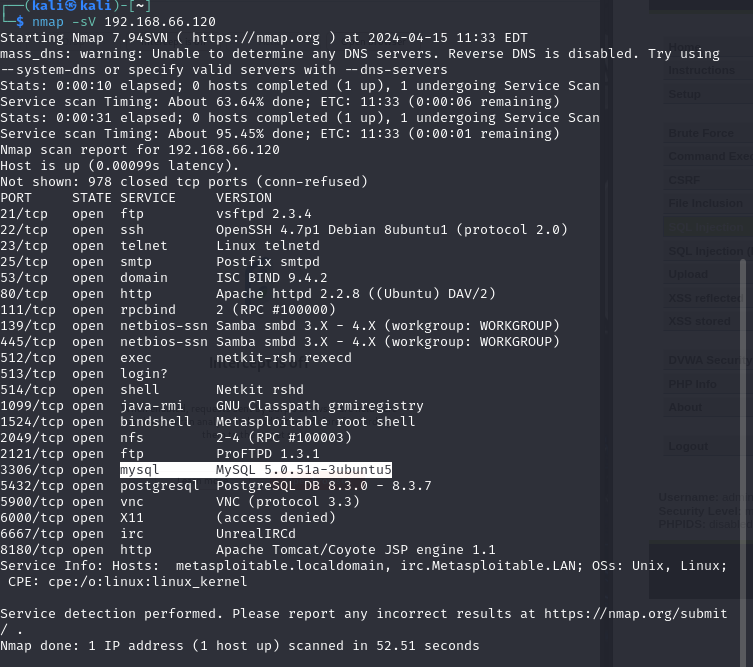 ┌──(kali㉿kali)-[~]
└─$ nmap -sV 192.168.66.120
Starting Nmap 7.94SVN ( https://nmap.org ) at 2024-04-15 11:33 EDT
mass_dns: warning: Unable to determine any DNS servers. Reverse DNS is disabled. Try using
--system-dns or specify valid servers with --dns-servers
Stats: 0:00:10 elapsed; 0 hosts completed (1 up), 1 undergoing Service Scan
Service scan Timing: About 63.64% done; ETC: 11:33 (0:00:06 remaining)
Stats: 0:00:31 elapsed; 0 hosts completed (1 up), 1 undergoing Service Scan
Service scan Timing: About 95.45% done; ETC: 11:33 (0:00:01 remaining)
Nmap scan report for 192.168.66.120
Host is up (0.00099s latency).
Not shown: 978 closed tcp ports (conn-refused)
PORT     STATE SERVICE     VERSION
21/tcp   open  ftp         vsftpd 2.3.4
22/tcp   open  ssh         OpenSSH 4.7p1 Debian 8ubuntu1 (protocol 2.0)
23/tcp   open  telnet      Linux telnetd
25/tcp   open  smtp        Postfix smtpd
53/tcp   open  domain      ISC BIND 9.4.2
80/tcp   open  http        Apache httpd 2.2.8 ((Ubuntu) DAV/2)
111/tcp  open  rpcbind     2 (RPC #100000)
139/tcp  open  netbios-ssn Samba smbd 3.X - 4.X (workgroup: WORKGROUP)
445/tcp  open  netbios-ssn Samba smbd 3.X - 4.X (workgroup: WORKGROUP)
512/tcp  open  exec        netkit-rsh rexecd
513/tcp  open  login?
514/tcp  open  shell       Netkit rshd
1099/tcp open  java-rmi    GNU Classpath grmiregistry
1524/tcp open  bindshell   Metasploitable root shell
2049/tcp open  nfs         2-4 (RPC #100003)
2121/tcp open  ftp         ProFTPD 1.3.1
3306/tcp open  mysql       MySQL 5.0.51a-3ubuntu5
5432/tcp open  postgresql  PostgreSQL DB 8.3.0 - 8.3.7
5900/tcp open  vnc         VNC (protocol 3.3)
6000/tcp open  X11         (access denied)
6667/tcp open  irc         UnrealIRCd
8180/tcp open  http        Apache Tomcat/Coyote JSP engine 1.1
Service Info: Hosts:  metasploitable.localdomain, irc.Metasploitable.LAN; OSs: Unix, Linux;
 CPE: cpe:/o:linux:linux_kernel
Service detection performed. Please report any incorrect results at https://nmap.org/submit
/ .
Nmap done: 1 IP address (1 host up) scanned in 52.51 seconds
Instructions
Setup
Brute Force
Command Exe
CSRF
File Inclusion
SQL Injection
SQL Injection (
Upload
XSS reflected
XSS stored
DVWA Security
PHP Info
About
Logout
Username:
Security Level:
PHPIDS: disabled